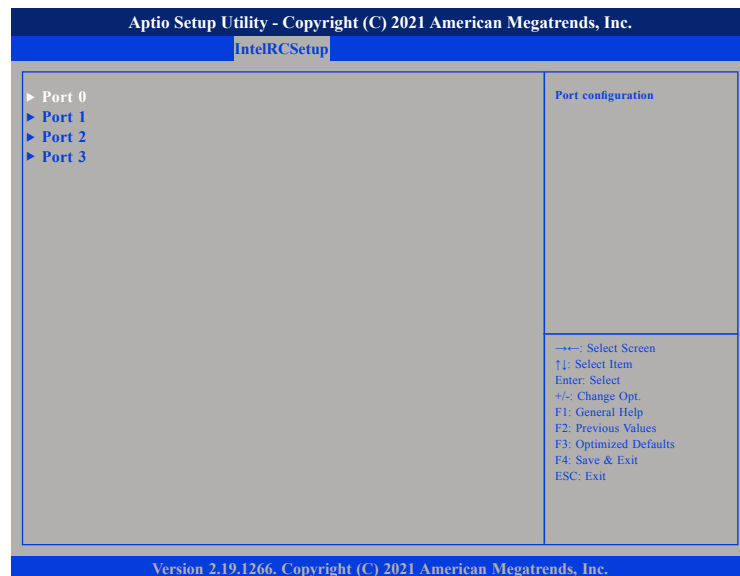 Aptio Setup Utility - Copyright (C) 2021 American Megatrends, Inc.
IntelRCSetup
► Port 0
► Port 1
► Port 2
► Port 3
Port configuration
→←: Select Screen
↑↓: Select Item
Enter: Select
+/-: Change Opt.
F1: General Help
F2: Previous Values
F3: Optimized Defaults
F4: Save & Exit
ESC: Exit
Version 2.19.1266. Copyright (C) 2021 American Megatrends, Inc.